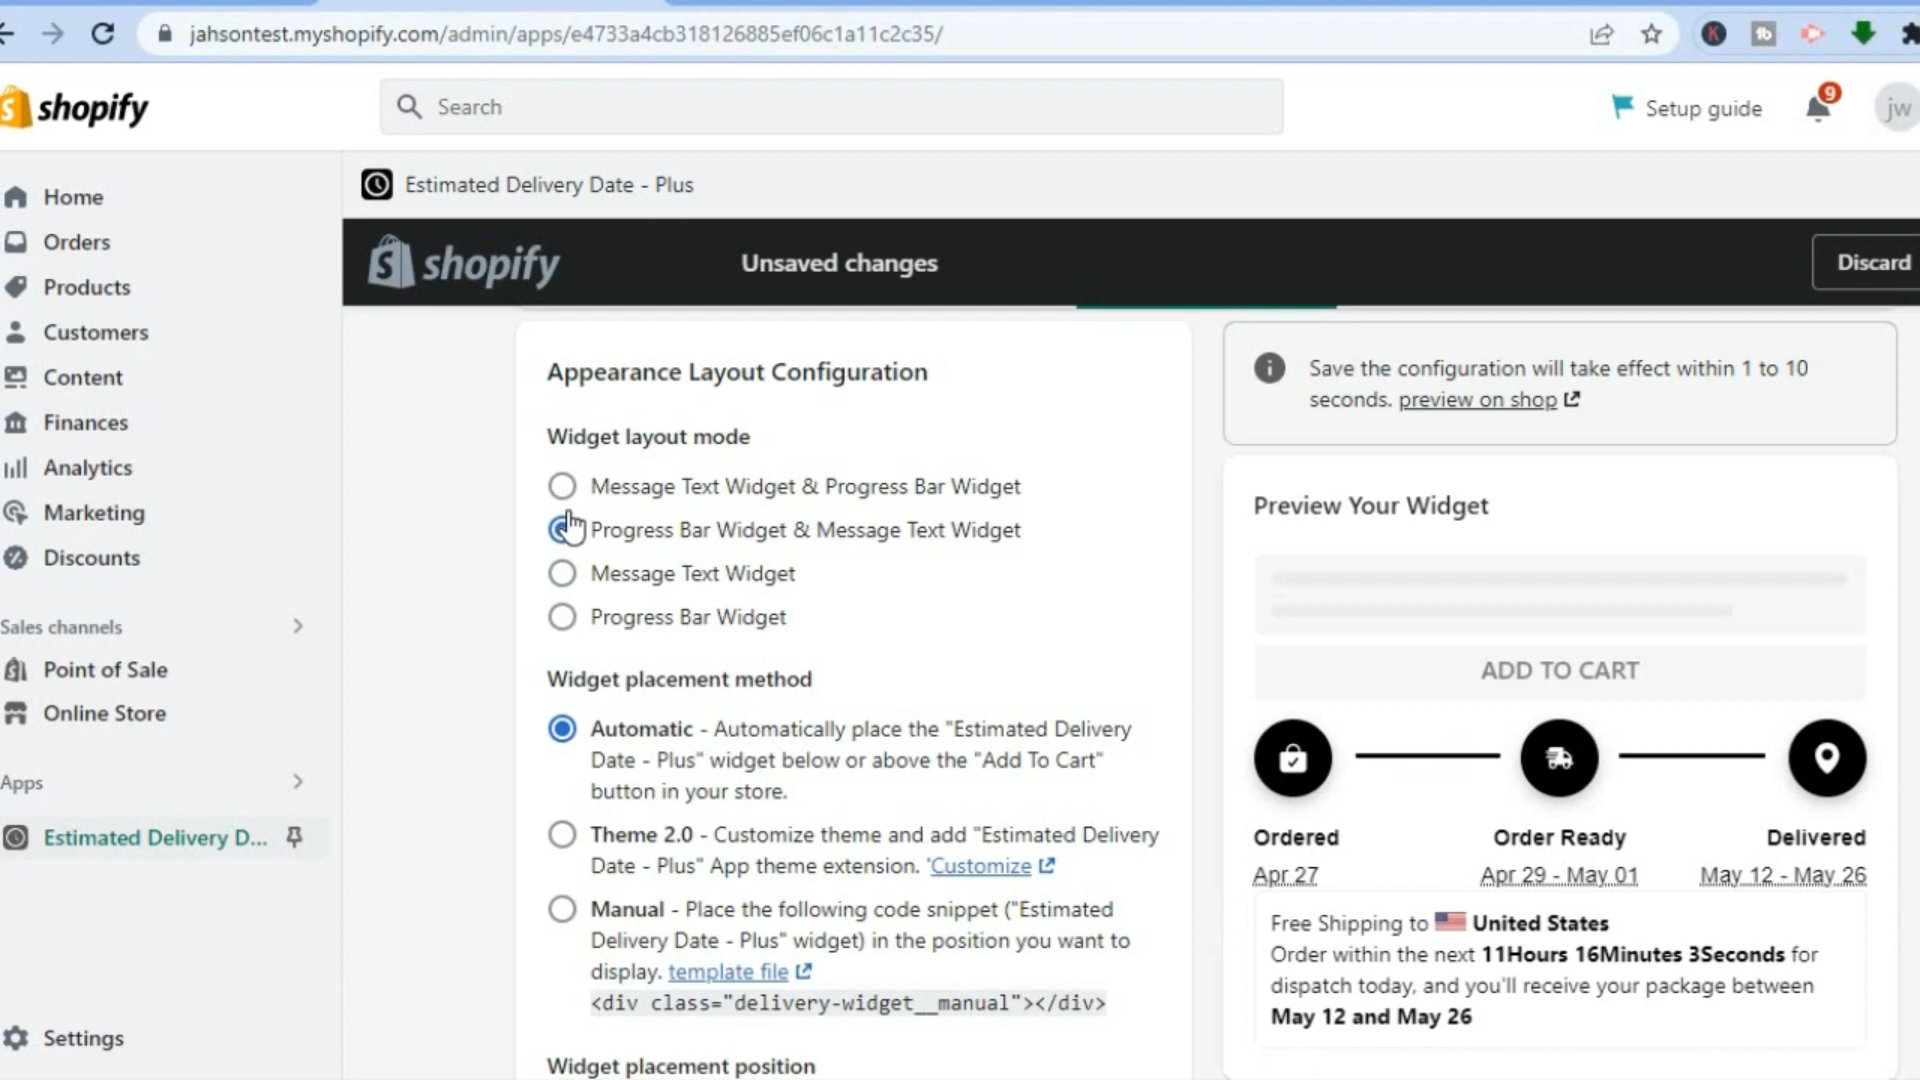 jahsontest.myshopify.com/admin/apps/e4733a4cb318126885ef06c1a11c2c35/
K
tb
shopify
Search
Setup guide
9
jw
Home
Orders
Products
Customers
Content
Finances
Analytics
Marketing
Discounts
Sales channels
Point of Sale
Online Store
Apps
Estimated Delivery D...
Settings
Estimated Delivery Date - Plus
shopify
Unsaved changes
Discard
Appearance Layout Configuration
Widget layout mode
Message Text Widget & Progress Bar Widget
Progress Bar Widget & Message Text Widget
Message Text Widget
Progress Bar Widget
Widget placement method
Automatic - Automatically place the "Estimated Delivery
Date - Plus" widget below or above the "Add To Cart"
button in your store.
Theme 2.0 - Customize theme and add "Estimated Delivery
Date - Plus" App theme extension. 'Customize
Manual - Place the following code snippet ("Estimated
Delivery Date - Plus" widget) in the position you want to
display. template file
<div class="delivery-widget__manual"></div>
Widget placement position
Save the configuration will take effect within 1 to 10
seconds. preview on shop
Preview Your Widget
ADD TO CART
Ordered
Order Ready
Delivered
Apr 27
Apr 29 - May 01
May 12 - May 26
Free Shipping to United States
Order within the next 11Hours 16Minutes 3Seconds for
dispatch today, and you'll receive your package between
May 12 and May 26